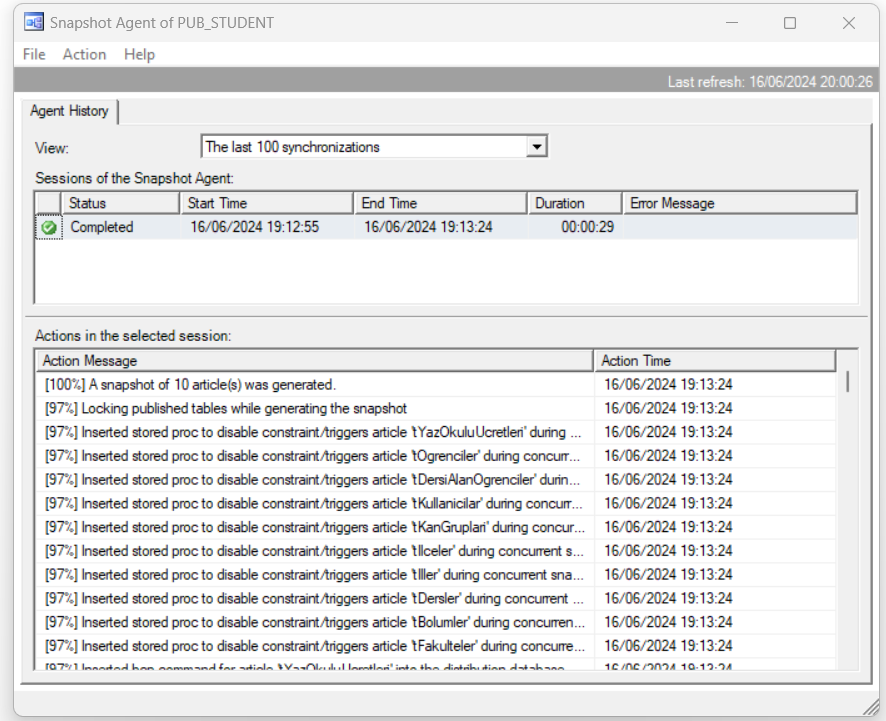 Snapshot Agent of PUB_STUDENT
File Action Help
Last refresh: 16/06/2024 20:00:26
Agent History
View: The last 100 synchronizations
Sessions of the Snapshot Agent:
Status Start Time End Time Duration Error Message
Completed 16/06/2024 19:12:55 16/06/2024 19:13:24 00:00:29
Actions in the selected session:
Action Message Action Time
[100%] A snapshot of 10 article(s) was generated. 16/06/2024 19:13:24
[97%] Locking published tables while generating the snapshot 16/06/2024 19:13:24
[97%] Inserted stored proc to disable constraint/triggers article 'tYazOkuluUcretleri' during ... 16/06/2024 19:13:24
[97%] Inserted stored proc to disable constraint/triggers article 'tOgrenciler' during concurr... 16/06/2024 19:13:24
[97%] Inserted stored proc to disable constraint/triggers article 'tDersiAlanOgrenciler' durin... 16/06/2024 19:13:24
[97%] Inserted stored proc to disable constraint/triggers article 'tKullanicilar' during concurr... 16/06/2024 19:13:24
[97%] Inserted stored proc to disable constraint/triggers article 'tKanGruplari' during concur... 16/06/2024 19:13:24
[97%] Inserted stored proc to disable constraint/triggers article 'tIlceler' during concurrent s... 16/06/2024 19:13:24
[97%] Inserted stored proc to disable constraint/triggers article 'tIller' during concurrent sna... 16/06/2024 19:13:24
[97%] Inserted stored proc to disable constraint/triggers article 'tDersler' during concurrent ... 16/06/2024 19:13:24
[97%] Inserted stored proc to disable constraint/triggers article 'tBolumler' during concurren... 16/06/2024 19:13:24
[97%] Inserted stored proc to disable constraint/triggers article 'tFakulteler' during concurre... 16/06/2024 19:13:24
[97%] Inserted bcp command for article 'tYazOkuluUcretleri' into the distribution database. 16/06/2024 19:13:24